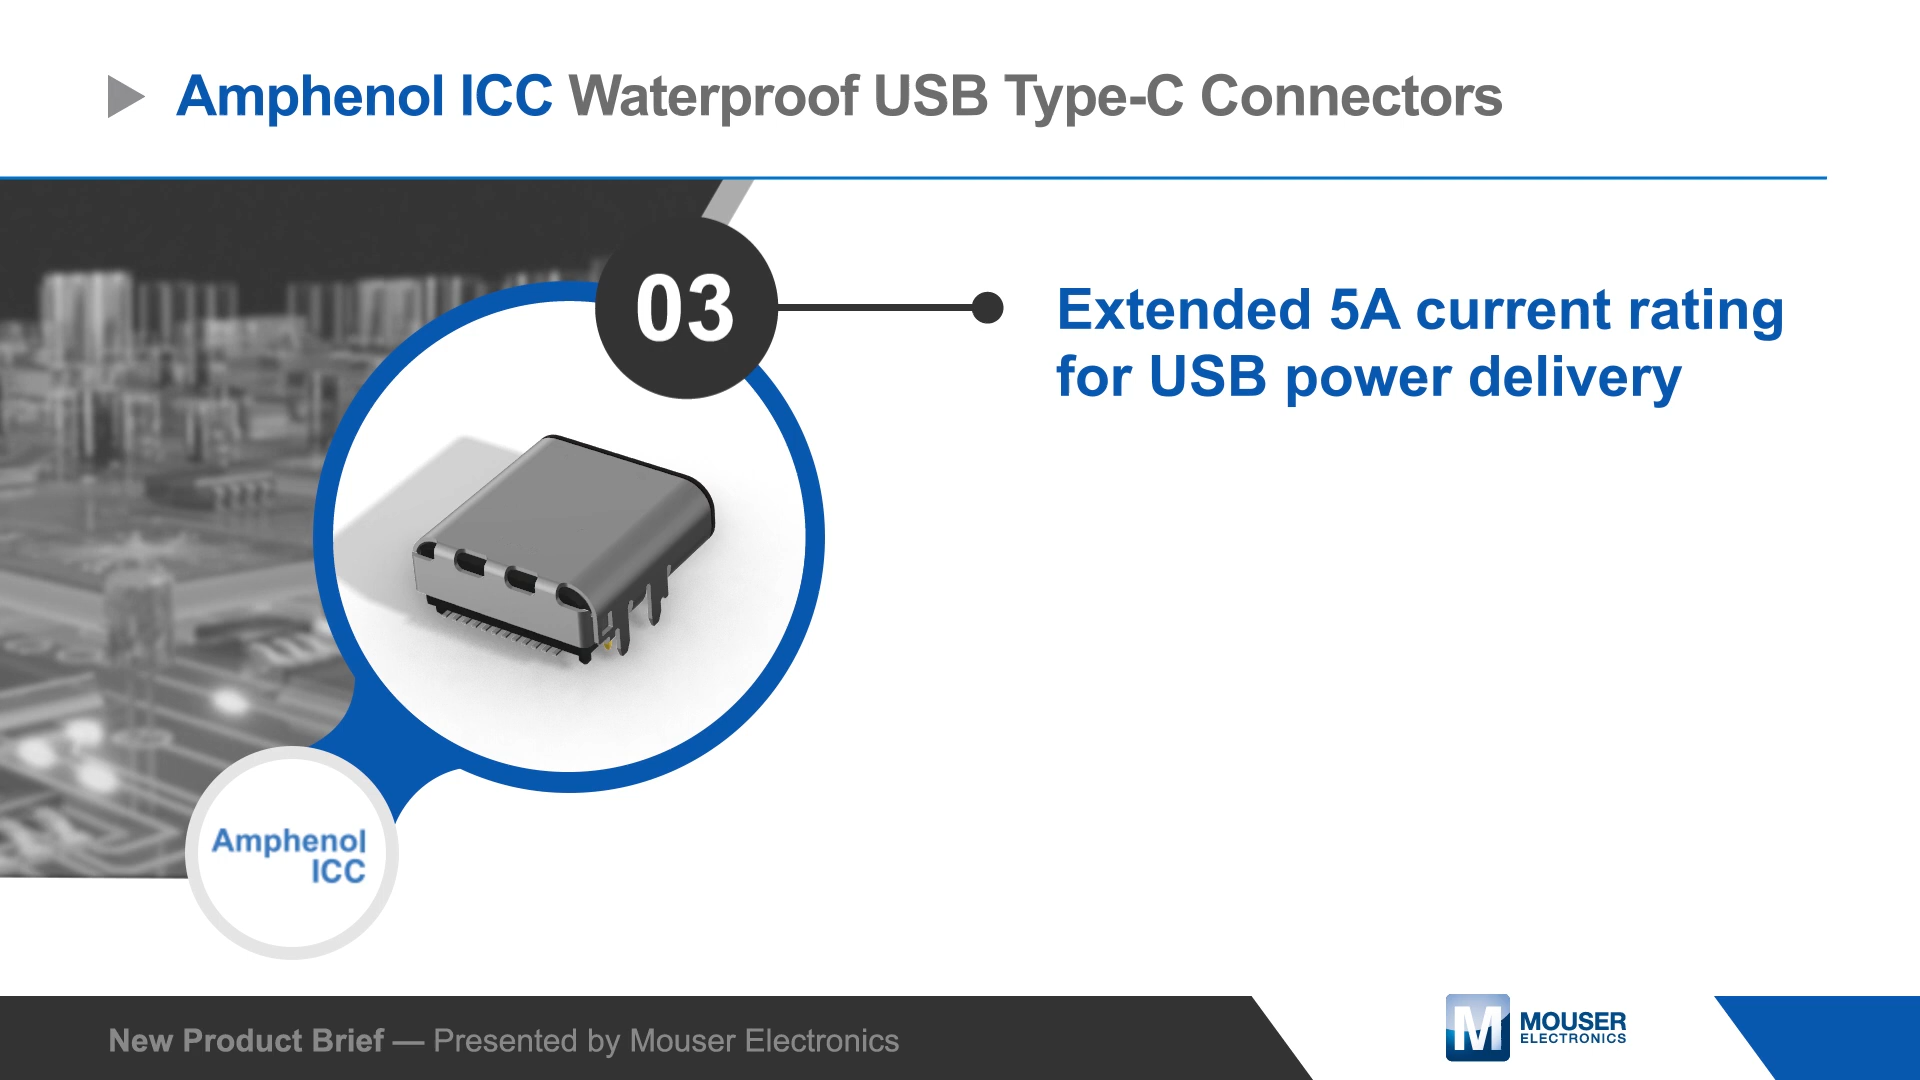 Amphenol ICC Waterproof USB Type-C Connectors
03
Extended 5A current rating
for USB power delivery
Amphenol
ICC
New Product Brief — Presented by Mouser Electronics
M
MOUSER
ELECTRONICS